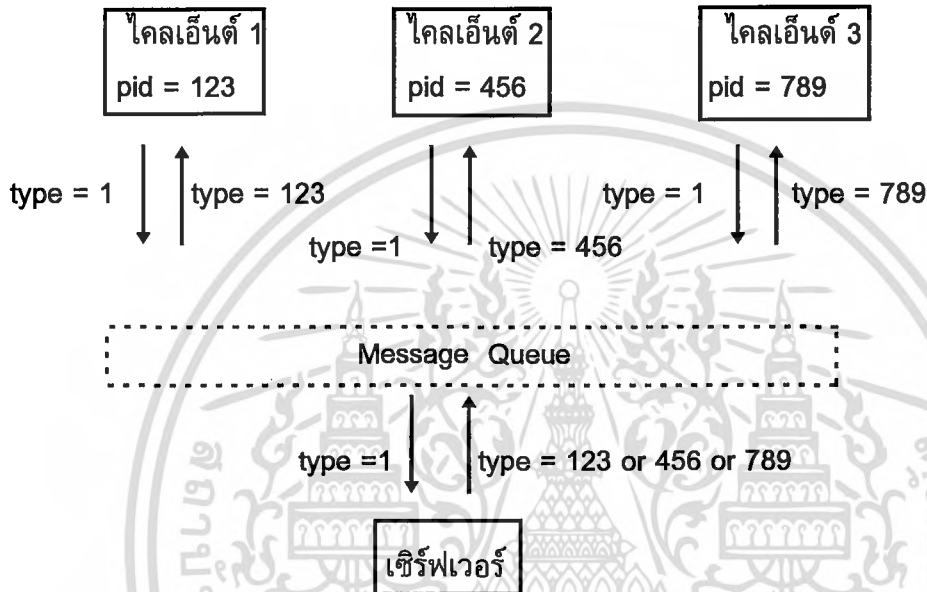 ไคลเอ็นต์ 1
pid = 123
ไคลเอ็นต์ 2
pid = 456
ไคลเอ็นต์ 3
pid = 789
type = 1
type = 123
type =1
type = 456
type = 1
type = 789
Message Queue
type =1
type = 123 or 456 or 789
เซิร์ฟเวอร์